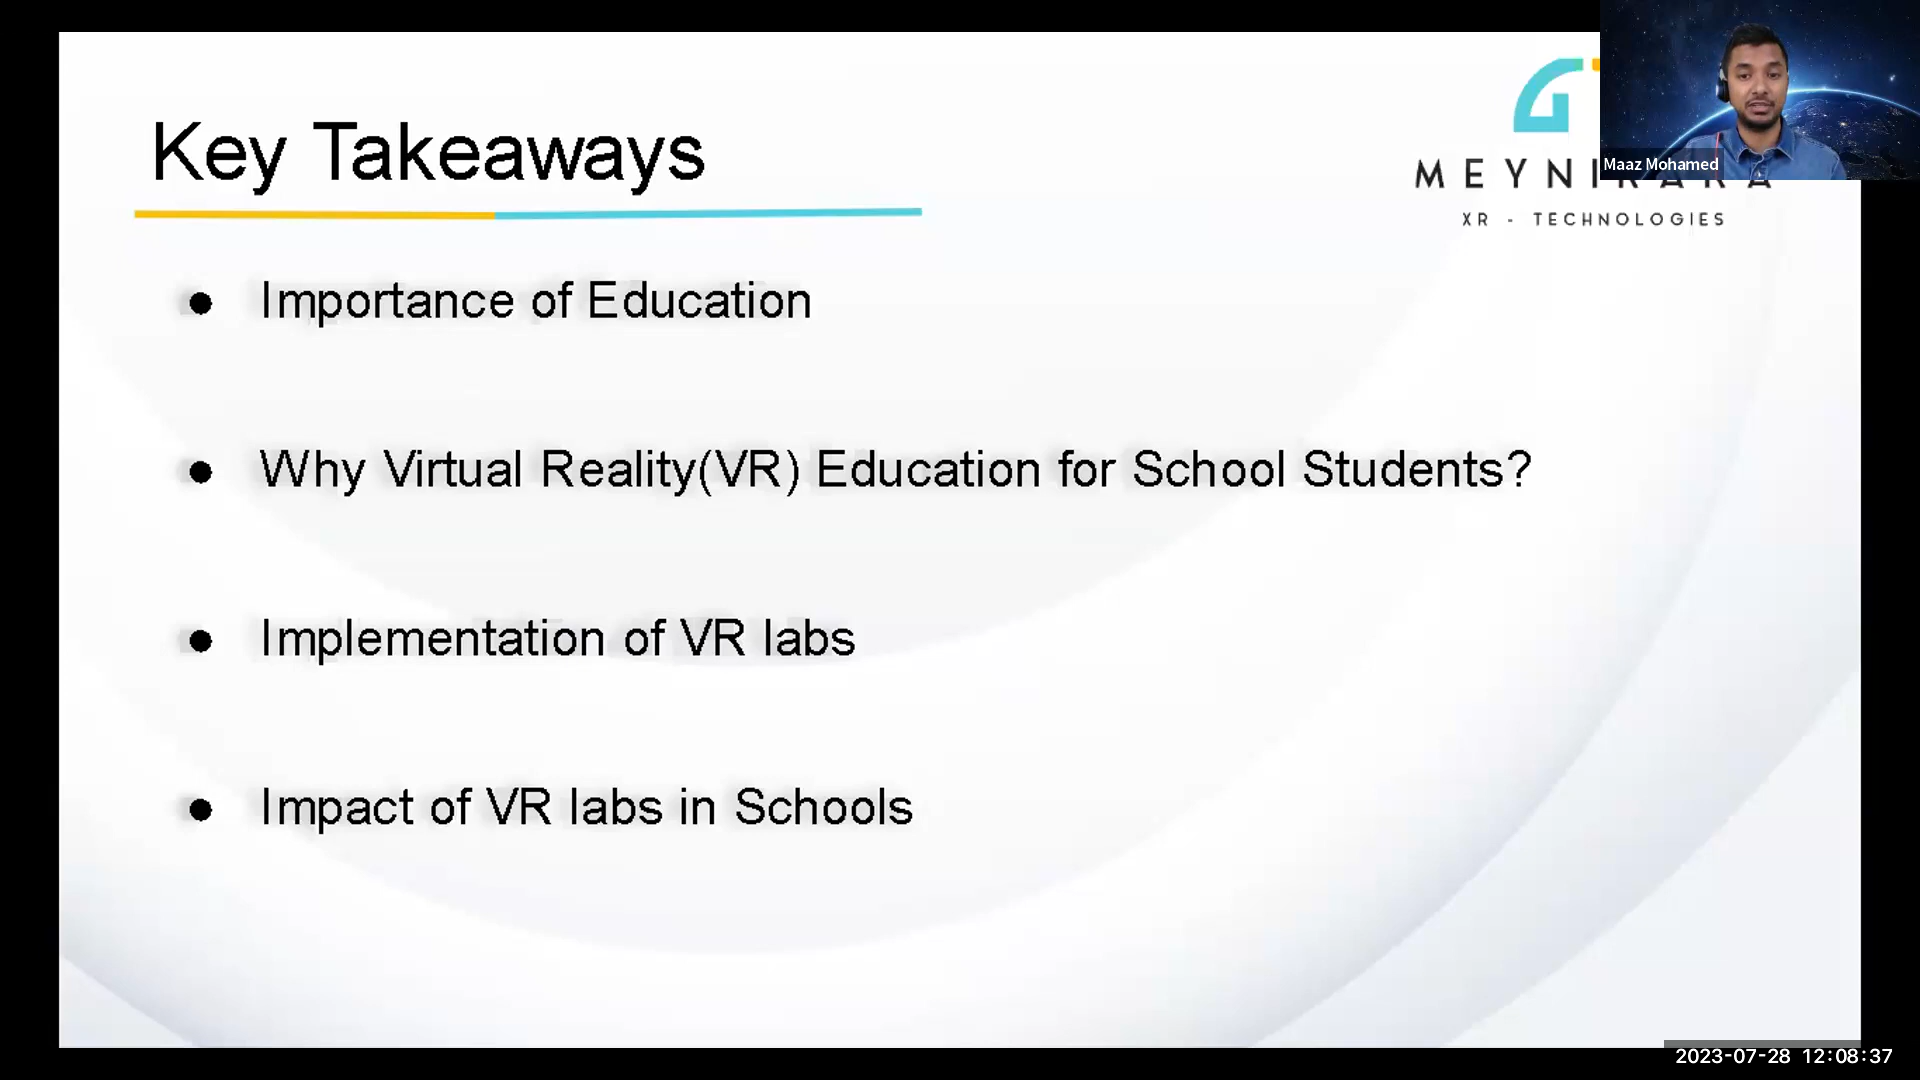 Key Takeaways
Maaz Mohamed
XR - TECHNOLOGIES
● Importance of Education
● Why Virtual Reality(VR) Education for School Students?
● Implementation of VR labs
● Impact of VR labs in Schools
2023-07-28 12:08:37